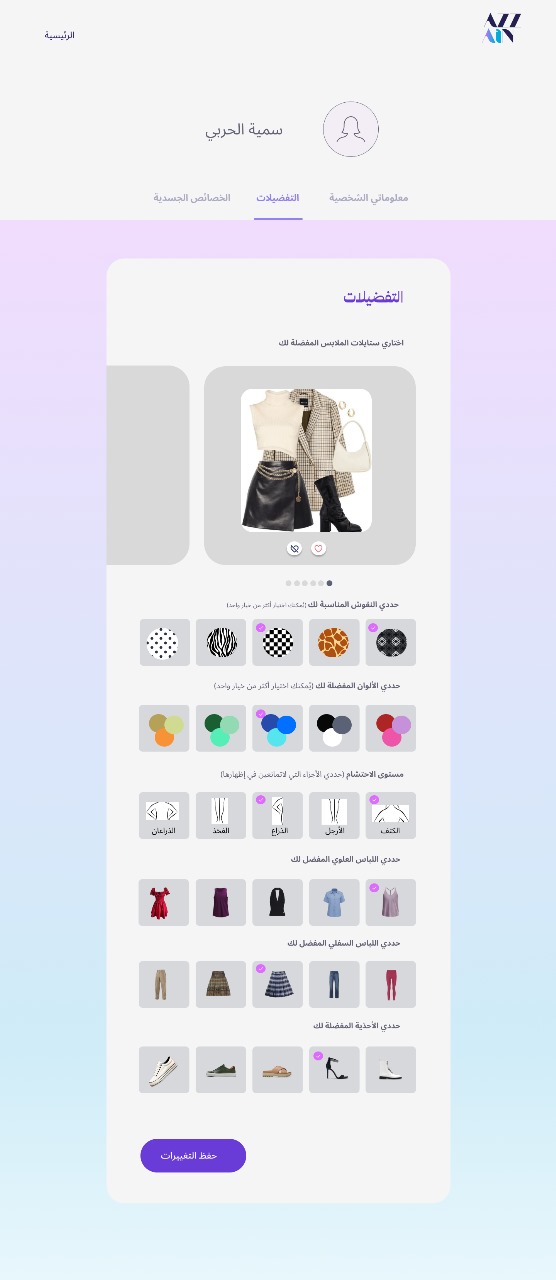 الرئيسية
سمية الحربي
معلوماتي الشخصية
التفضيلات
الخصائص الجسدية
التفضيلات
اختاري ستايلات الملابس المفضلة لك
حددي النقوش المناسبة لك (يُمكنك اختيار أكثر من خيار واحد)
حددي الألوان المفضلة لك (يُمكنك اختيار أكثر من خيار واحد)
مستوى الاحتشام (حددي الأجزاء التي لاتمانعين في إظهارها)
الكتف
الأرجل
الذراع
الفخذ
الذراعان
حددي اللباس العلوي المفضل لك
حددي اللباس السفلي المفضل لك
حددي الأحذية المفضلة لك
حفظ التغييرات